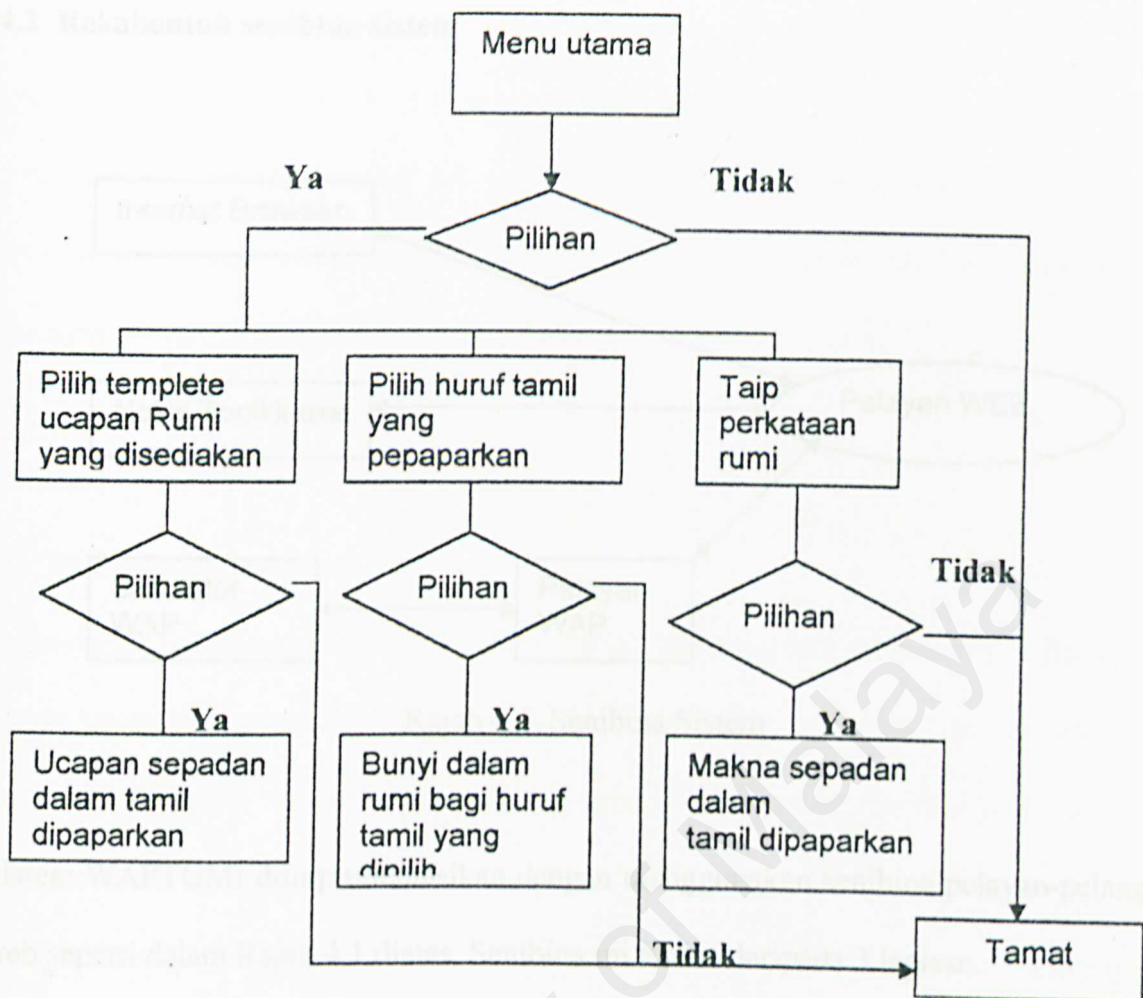 Menu utama
Ya
Tidak
Pilihan
Pilih templete
ucapan Rumi
yang disediakan
Pilih huruf tamil
yang
pepaparkan
Taip
perkataan
rumi
Pilihan
Pilihan
Pilihan
Tidak
Ya
Ya
Ya
Ucapan sepadan
dalam tamil
dipaparkan
Bunyi dalam
rumi bagi huruf
tamil yang
dipilih
Makna sepadan
dalam
tamil dipaparkan
Tidak
Tamat
of Malaya